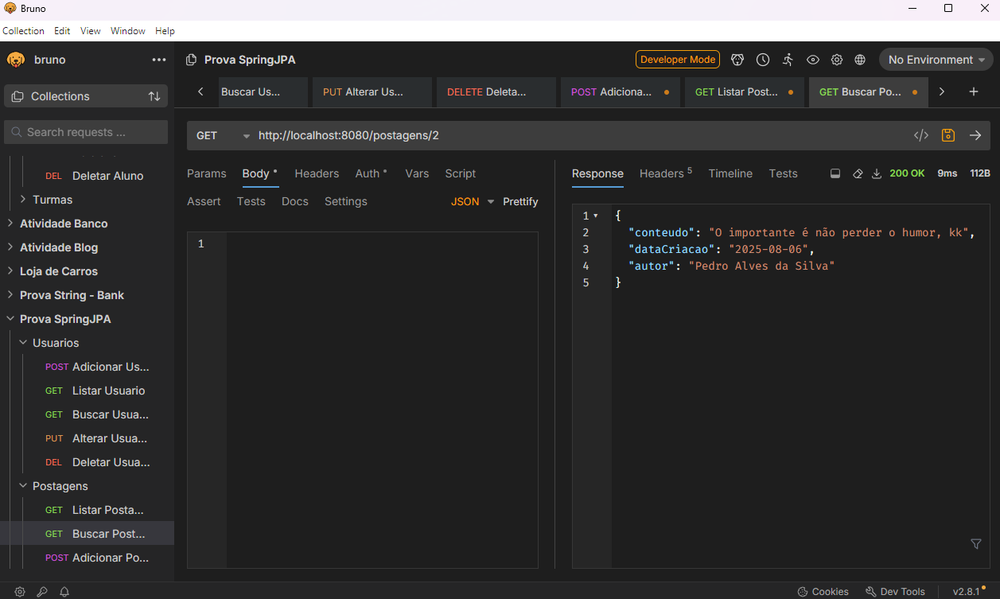 Bruno
Collection Edit View Window Help
bruno
Collections
Search requests ...
DEL Deletar Aluno
Turmas
Atividade Banco
Atividade Blog
Loja de Carros
Prova String - Bank
Prova SpringJPA
Usuarios
POST Adicionar Us...
GET Listar Usuario
GET Buscar Usua...
PUT Alterar Usua...
DEL Deletar Usua...
Postagens
GET Listar Posta...
GET Buscar Post...
POST Adicionar Po...
Prova SpringJPA
Developer Mode
No Environment
Buscar Us... PUT Alterar Us... DELETE Deleta... POST Adiciona... GET Listar Post... GET Buscar Po...
GET http://localhost:8080/postagens/2
Params Body Headers Auth Vars Script
Assert Tests Docs Settings JSON Prettify
1
Response Headers 5 Timeline Tests 200 OK 9ms 112B
1 {
2 "conteudo": "O importante é não perder o humor, kk",
3 "dataCriacao": "2025-08-06",
4 "autor": "Pedro Alves da Silva"
5 }
Cookies Dev Tools v2.8.1